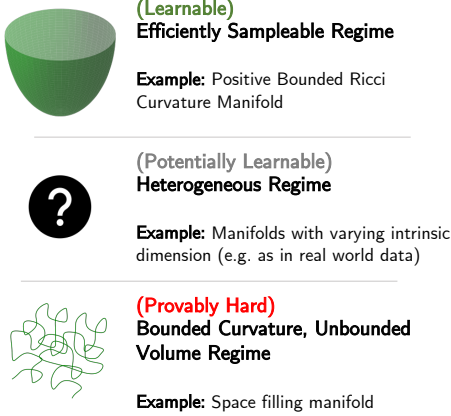 (Learnable)
Efficiently Sampleable Regime
Example: Positive Bounded Ricci
Curvature Manifold
(Potentially Learnable)
Heterogeneous Regime
?
Example: Manifolds with varying intrinsic
dimension (e.g. as in real world data)
(Provably Hard)
Bounded Curvature, Unbounded
Volume Regime
Example: Space filling manifold